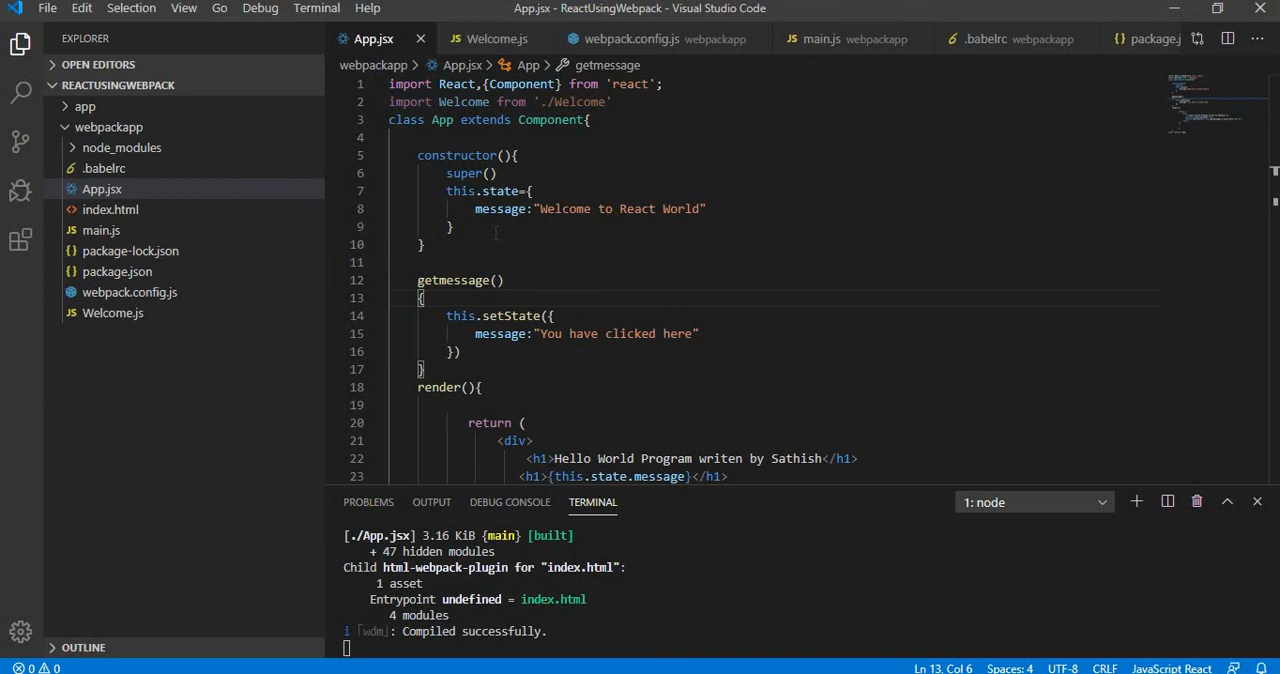 File Edit Selection View Go Debug Terminal Help App.jsx - ReactUsingWebpack - Visual Studio Code
EXPLORER
OPEN EDITORS
REACTUSINGWEBPACK
app
webpackapp
node_modules
.babelrc
App.jsx
index.html
main.js
package-lock.json
package.json
webpack.config.js
Welcome.js
OUTLINE
App.jsx Welcome.js webpack.config.js webpackapp main.js webpackapp .babelrc webpackapp package.j
webpackapp > App.jsx > App > getmessage
1 import React,{Component} from 'react';
2 import Welcome from './Welcome'
3 class App extends Component{
4
5 constructor(){
6 super()
7 this.state={
8 message:"Welcome to React World"
9 }
10 }
11
12 getmessage()
13 {
14 this.setState({
15 message:"You have clicked here"
16 })
17 }
18 render(){
19
20 return (
21 <div>
22 <h1>Hello World Program writen by Sathish</h1>
23 <h1>{this.state.message}</h1>
PROBLEMS OUTPUT DEBUG CONSOLE TERMINAL 1: node
[./App.jsx] 3.16 KiB {main} [built]
+ 47 hidden modules
Child html-webpack-plugin for "index.html":
1 asset
Entrypoint undefined = index.html
4 modules
i ｢wdm｣: Compiled successfully.
0 0 Ln 13, Col 6 Spaces: 4 UTF-8 CRLF JavaScript React